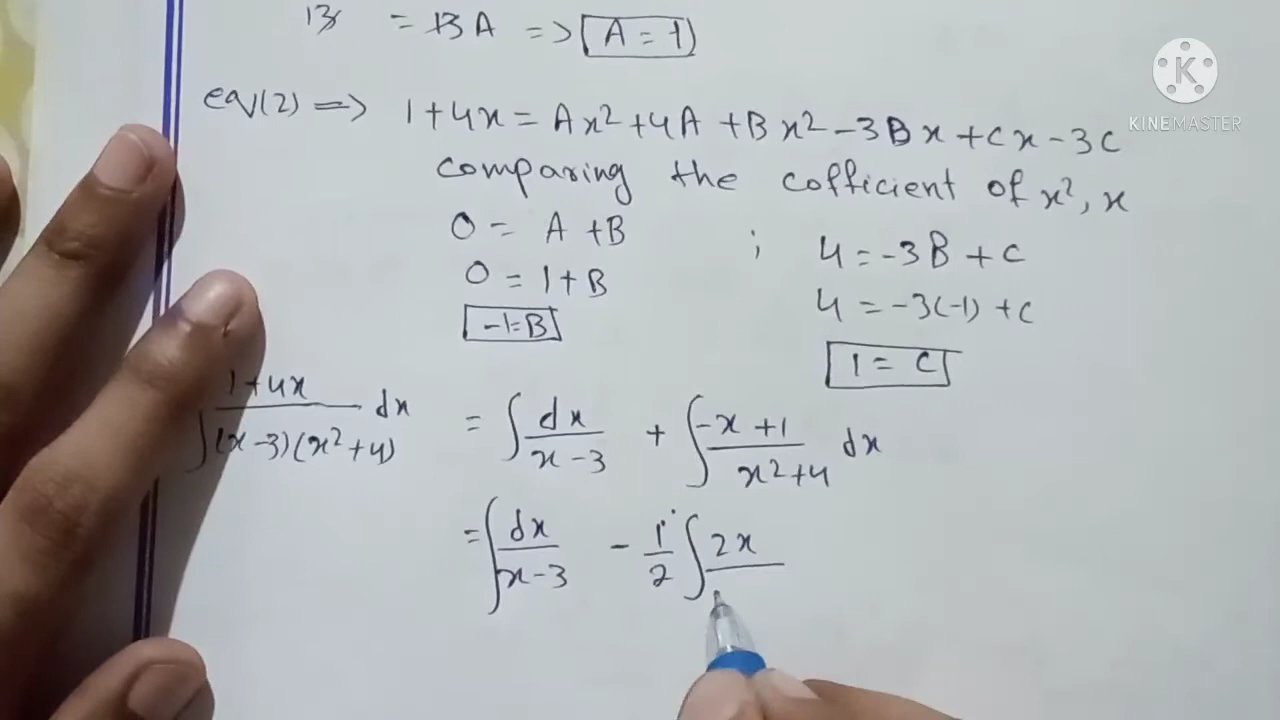 13 = 13A => A = 1
eq(2) => 1+4x = Ax²+4A +Bx²-3Bx+Cx-3C
comparing the cofficient of x², x
0 = A+B ; 4 = -3B + C
0 = 1+B 4 = -3(-1) + C
-1=B 1 = C
∫ 1+4x / (x-3)(x²+4) dx = ∫ dx / x-3 + ∫ -x+1 / x²+4 dx
= ∫ dx / x-3 - 1/2 ∫ 2x
KINEMASTER